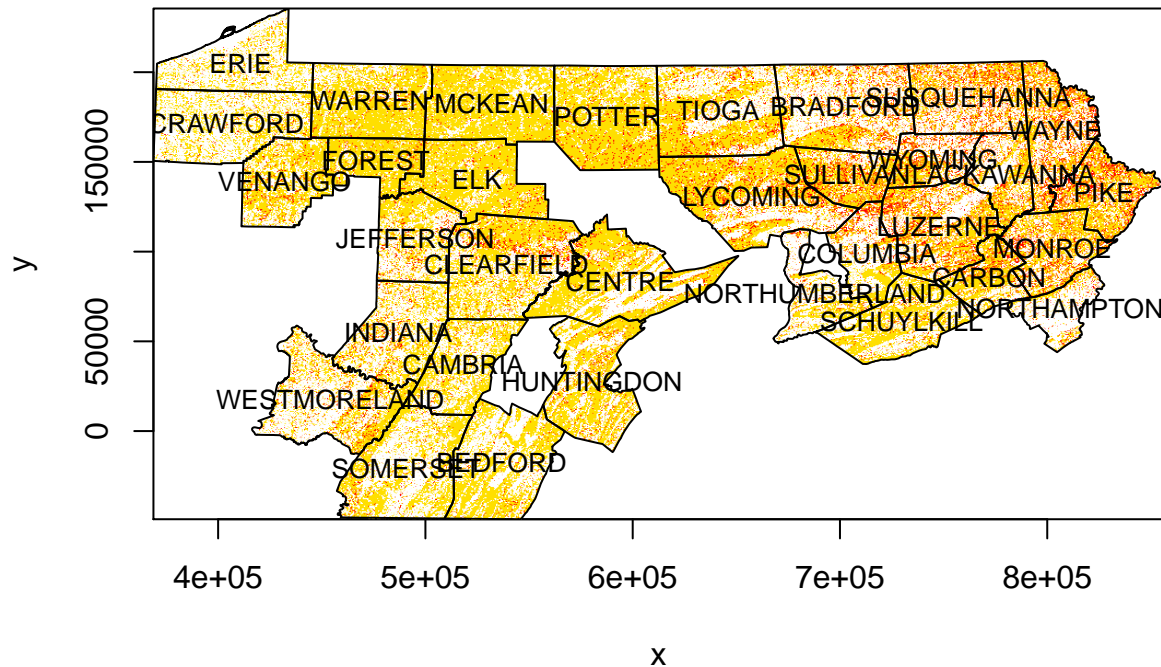 ERIE
WARREN
MCKEAN
POTTER
TIOGA
BRADFORD
SUSQUEHANNA
CRAWFORD
WAYNE
FOREST
WYOMING
VENANGO
ELK
SULLIVAN
LACKAWANNA
LYCOMING
PIKE
JEFFERSON
LUZERNE
CLEARFIELD
COLUMBIA
MONROE
CENTRE
CARBON
NORTHUMBERLAND
NORTHAMPTON
INDIANA
SCHUYLKILL
CAMBRIA
HUNTINGDON
WESTMORELAND
SOMERSET
BEDFORD
y
150000
50000
0
4e+05
5e+05
6e+05
7e+05
8e+05
x